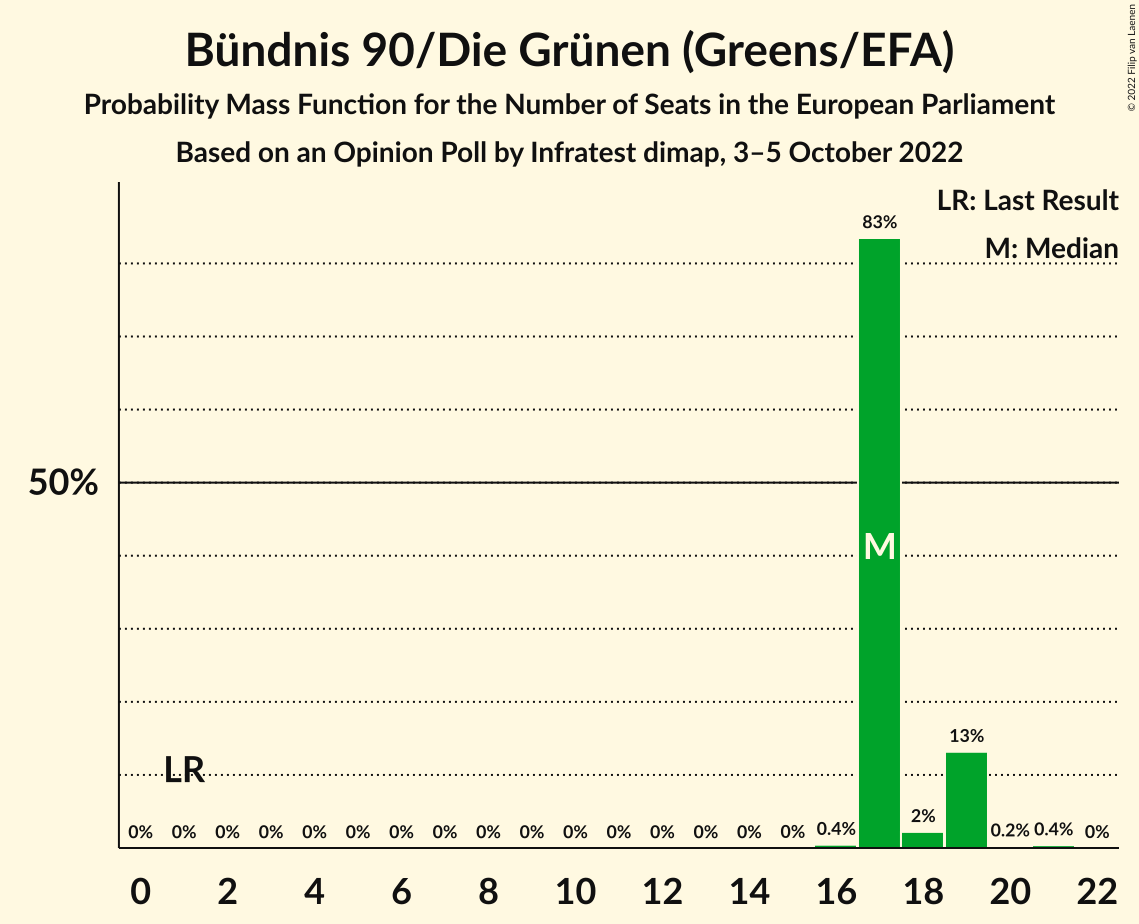 Bündnis 90/Die Grünen (Greens/EFA)
Probability Mass Function for the Number of Seats in the European Parliament
Based on an Opinion Poll by Infratest dimap, 3–5 October 2022
© 2022 Filip van Laenen
LR: Last Result
M: Median
83%
50%
M
13%
LR
0% 0% 0% 0% 0% 0% 0% 0% 0% 0% 0% 0% 0% 0% 0% 0% 0.4% 2% 0.2% 0.4% 0%
0 2 4 6 8 10 12 14 16 18 20 22